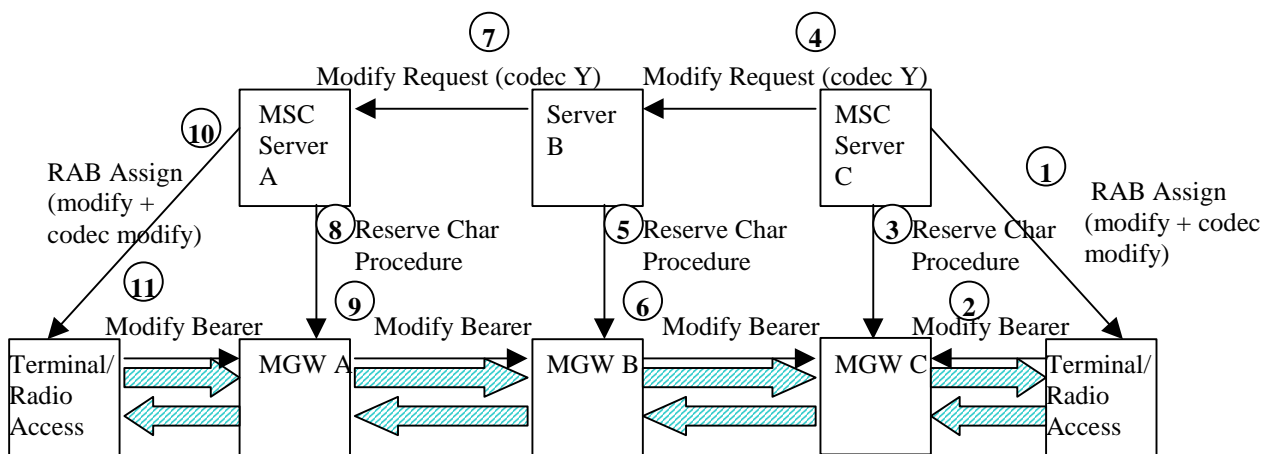 7
4
Modify Request (codec Y)
Modify Request (codec Y)
10
MSC
Server
A
Server
B
MSC
Server
C
1
RAB Assign
(modify +
codec modify)
RAB Assign
(modify + codec
modify)
8
Reserve Char
Procedure
5
Reserve Char
Procedure
3
Reserve Char
Procedure
11
9
6
2
Modify Bearer
Modify Bearer
Modify Bearer
Modify Bearer
Terminal/
Radio
Access
MGW A
MGW B
MGW C
Terminal/
Radio
Access